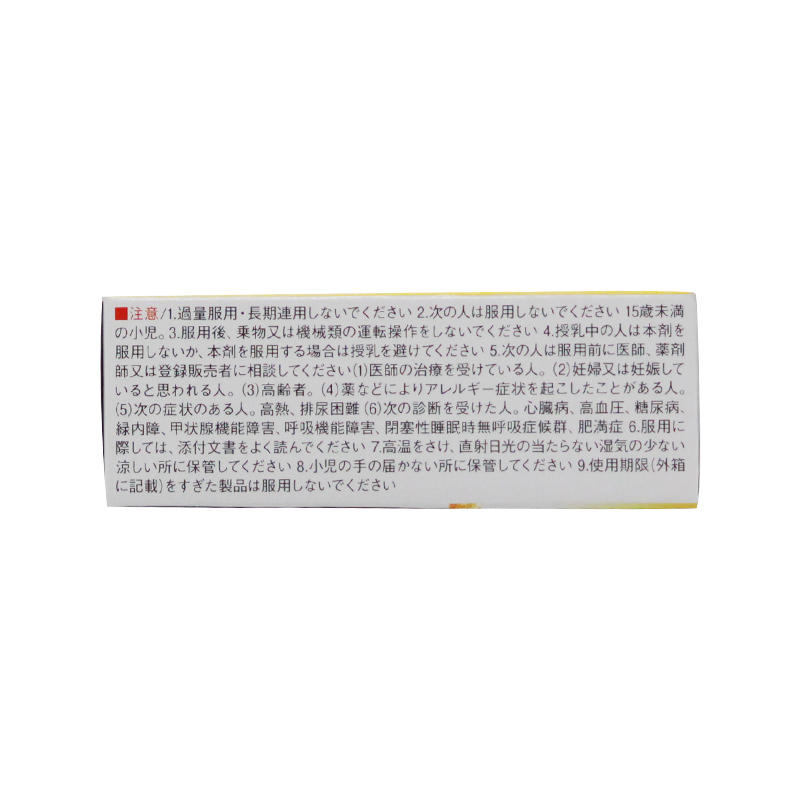 ■注意/1.過量服用・長期連用しないでください 2.次の人は服用しないでください 15歳未満
の小児。3.服用後、乗物又は機械類の運転操作をしないでください 4.授乳中の人は本剤を
服用しないか、本剤を服用する場合は授乳を避けてください 5.次の人は服用前に医師、薬剤
師又は登録販売者に相談してください(1)医師の治療を受けている人。(2)妊婦又は妊娠して
いると思われる人。(3)高齢者。(4)薬などによりアレルギー症状を起こしたことがある人。
(5)次の症状のある人。高熱、排尿困難(6)次の診断を受けた人。心臓病、高血圧、糖尿病、
緑内障、甲状腺機能障害、呼吸機能障害、閉塞性睡眠時無呼吸症候群、肥満症 6.服用に
際しては、添付文書をよく読んでください 7.高温をさけ、直射日光の当たらない湿気の少ない
涼しい所に保管してください 8.小児の手の届かない所に保管してください 9.使用期限(外箱
に記載)をすぎた製品は服用しないでください